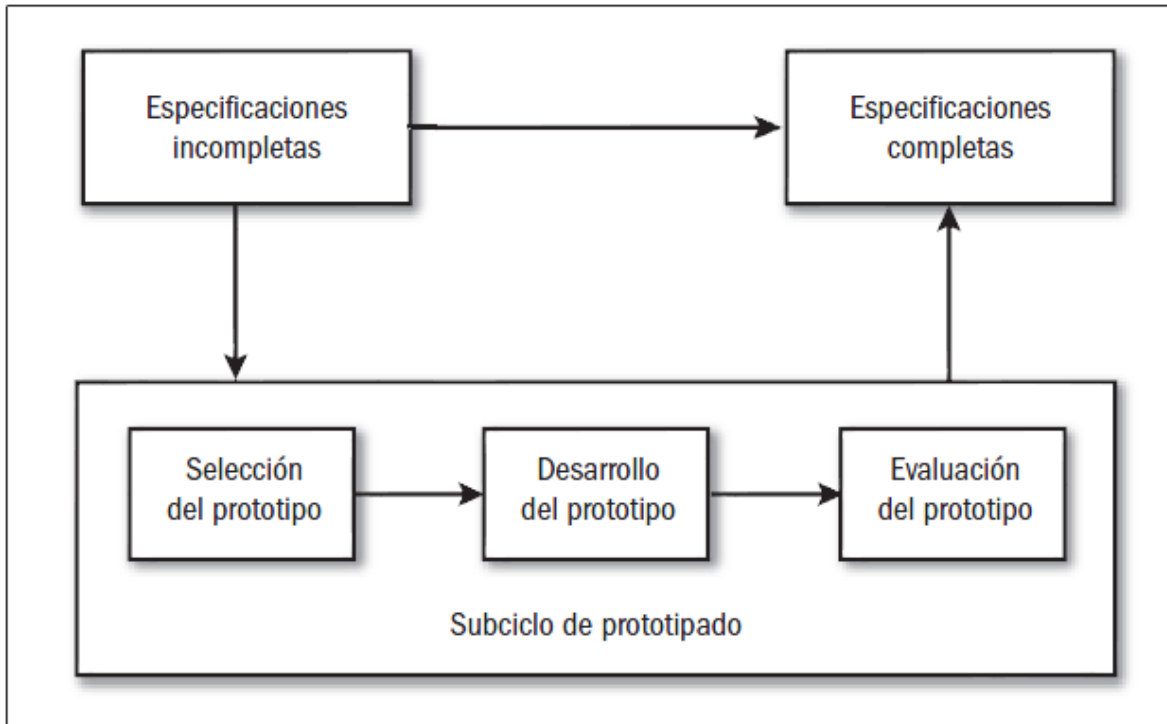 Especificaciones
incompletas
Especificaciones
completas
Selección
del prototipo
Desarrollo
del prototipo
Evaluación
del prototipo
Subciclo de prototipado